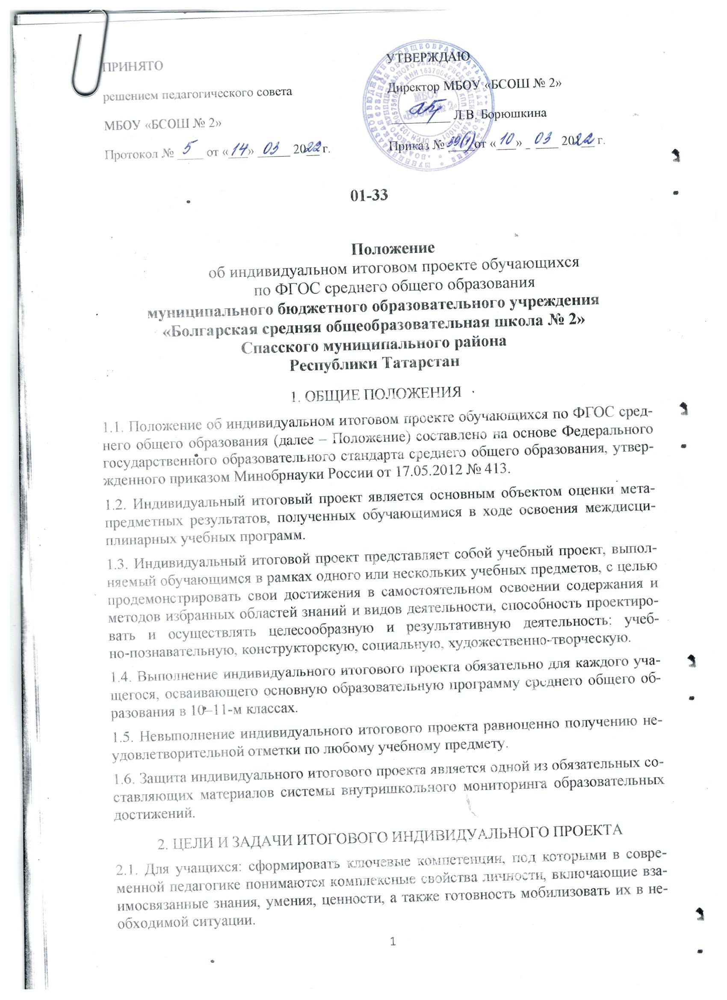 ПРИНЯТО
решением педагогического совета
МБОУ «БСОШ № 2»
Протокол № 5 от «14» 03 2022 г.
УТВЕРЖДАЮ
Директор МБОУ «БСОШ № 2»
Л.В. Борюшкина
Приказ № 39(1) от «10» 03 2022 г.
МБОУ
«БСОШ № 2»
01-33
Положение
об индивидуальном итоговом проекте обучающихся
по ФГОС среднего общего образования
муниципального бюджетного образовательного учреждения
«Болгарская средняя общеобразовательная школа № 2»
Спасского муниципального района
Республики Татарстан
1. ОБЩИЕ ПОЛОЖЕНИЯ
1.1. Положение об индивидуальном итоговом проекте обучающихся по ФГОС сред-
него общего образования (далее – Положение) составлено на основе Федерального
государственного образовательного стандарта среднего общего образования, утвер-
жденного приказом Минобрнауки России от 17.05.2012 № 413.
1.2. Индивидуальный итоговый проект является основным объектом оценки мета-
предметных результатов, полученных обучающимися в ходе освоения междисци-
плинарных учебных программ.
1.3. Индивидуальный итоговой проект представляет собой учебный проект, выпол-
няемый обучающимся в рамках одного или нескольких учебных предметов, с целью
продемонстрировать свои достижения в самостоятельном освоении содержания и
методов избранных областей знаний и видов деятельности, способность проектиро-
вать и осуществлять целесообразную и результативную деятельность: учеб-
но-познавательную, конструкторскую, социальную, художественно-творческую.
1.4. Выполнение индивидуального итогового проекта обязательно для каждого уча-
щегося, осваивающего основную образовательную программу среднего общего об-
разования в 10–11-м классах.
1.5. Невыполнение индивидуального итогового проекта равноценно получению не-
удовлетворительной отметки по любому учебному предмету.
1.6. Защита индивидуального итогового проекта является одной из обязательных со-
ставляющих материалов системы внутришкольного мониторинга образовательных
достижений.
2. ЦЕЛИ И ЗАДАЧИ ИТОГОВОГО ИНДИВИДУАЛЬНОГО ПРОЕКТА
2.1. Для учащихся: сформировать ключевые компетенции, под которыми в совре-
менной педагогике понимаются комплексные свойства личности, включающие вза-
имосвязанные знания, умения, ценности, а также готовность мобилизовать их в не-
обходимой ситуации.
1